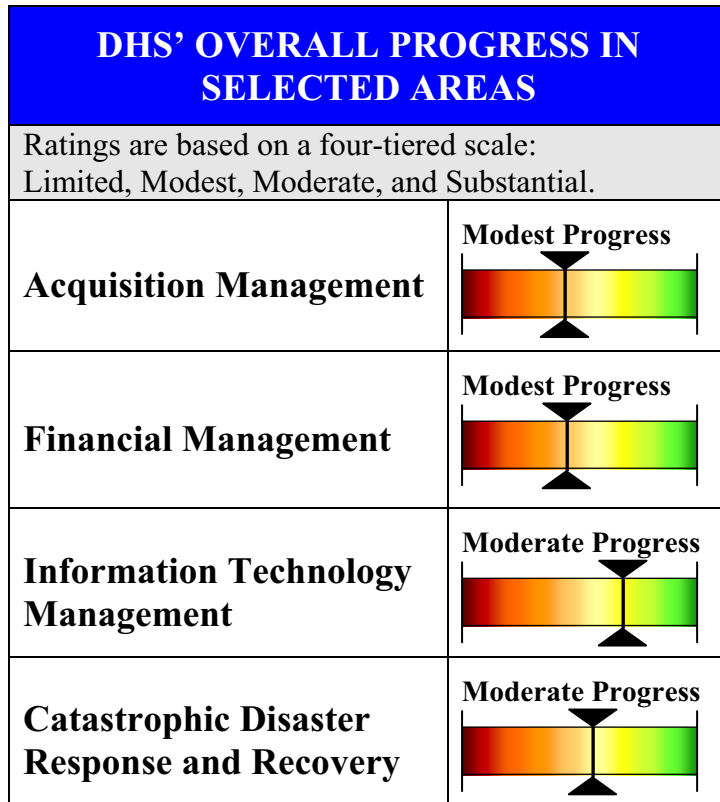 DHS’ OVERALL PROGRESS IN
SELECTED AREAS
Ratings are based on a four-tiered scale:
Limited, Modest, Moderate, and Substantial.
Acquisition Management
Modest Progress
Financial Management
Modest Progress
Information Technology
Management
Moderate Progress
Catastrophic Disaster
Response and Recovery
Moderate Progress